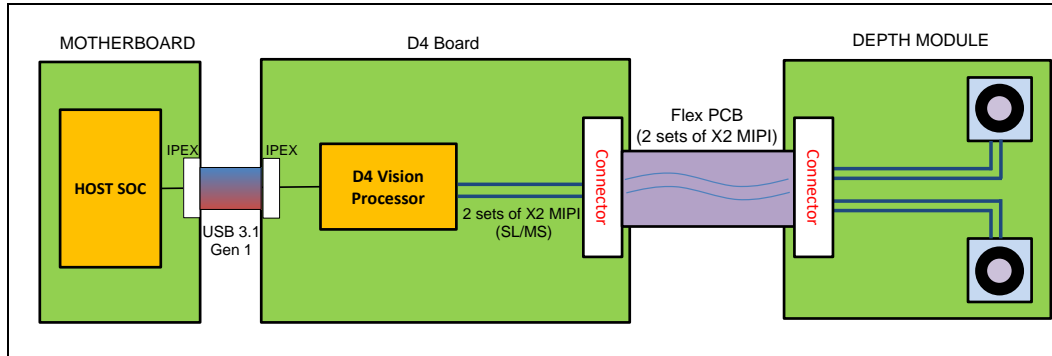 MOTHERBOARD
D4 Board
DEPTH MODULE
Flex PCB
(2 sets of X2 MIPI)
IPEX
IPEX
HOST SOC
D4 Vision
Processor
Connector
Connector
2 sets of X2 MIPI
(SL/MS)
USB 3.1
Gen 1